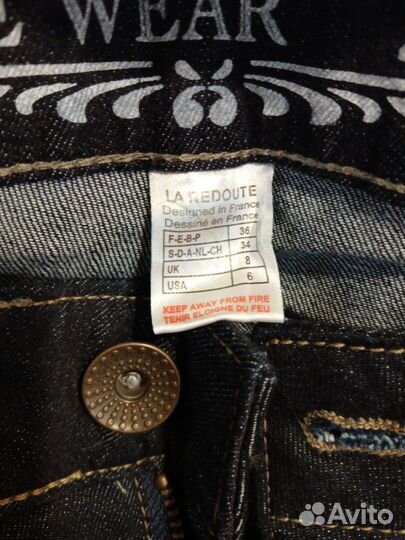 E WEAR
LA REDOUTE
Designed in France
Dessiné en France
F-E-B-P 36
S-D-A-NL-CH 34
UK 8
USA 6
KEEP AWAY FROM FIRE
TENIR ELOIGNE DU FEU
Avito